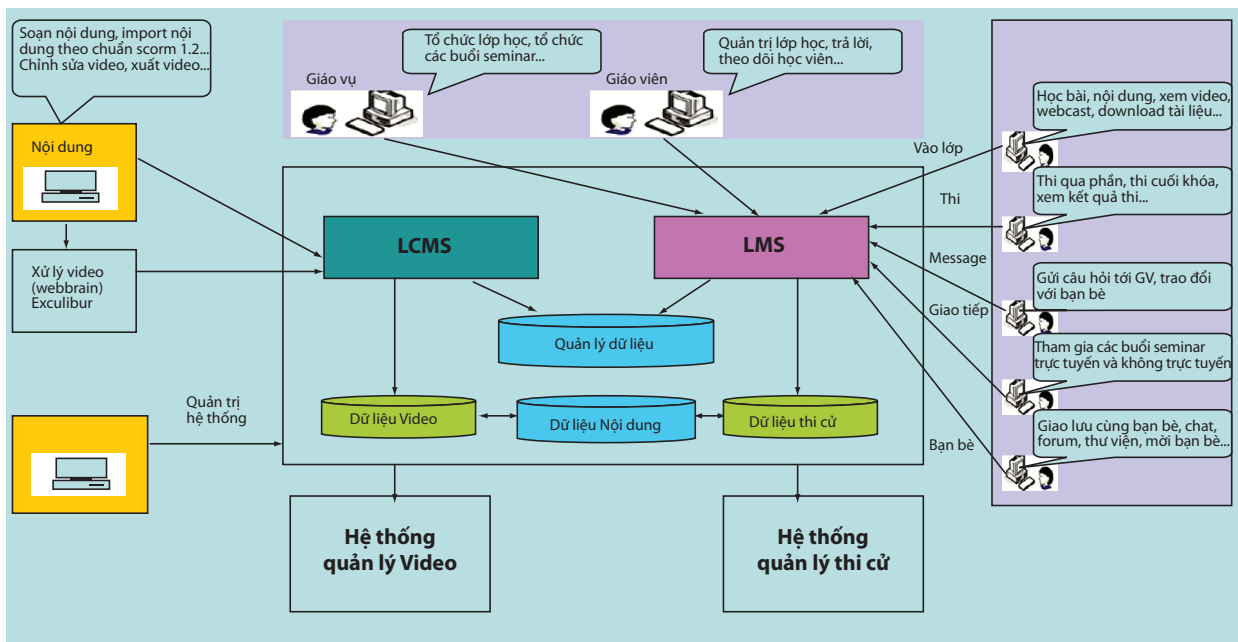 Soạn nội dung, import nội
dung theo chuẩn scorm 1.2...
Chỉnh sửa video, xuất video...
Tổ chức lớp học, tổ chức
các buổi seminar...
Quản trị lớp học, trả lời,
theo dõi học viên...
Giáo vụ
Giáo viên
Học bài, nội dung, xem video,
webcast, download tài liệu...
Nội dung
Vào lớp
Thi qua phần, thi cuối khóa,
xem kết quả thi...
Thi
LCMS
LMS
Message
Xử lý video
(webbrain)
Exculibur
Gửi câu hỏi tới GV, trao đổi
với bạn bè
Giao tiếp
Quản lý dữ liệu
Tham gia các buổi seminar
trực tuyến và không trực tuyến
Quản trị
hệ thống
Dữ liệu Video
Dữ liệu Nội dung
Dữ liệu thi cử
Giao lưu cùng bạn bè, chat,
forum, thư viện, mời bạn bè...
Bạn bè
Hệ thống
quản lý Video
Hệ thống
quản lý thi cử